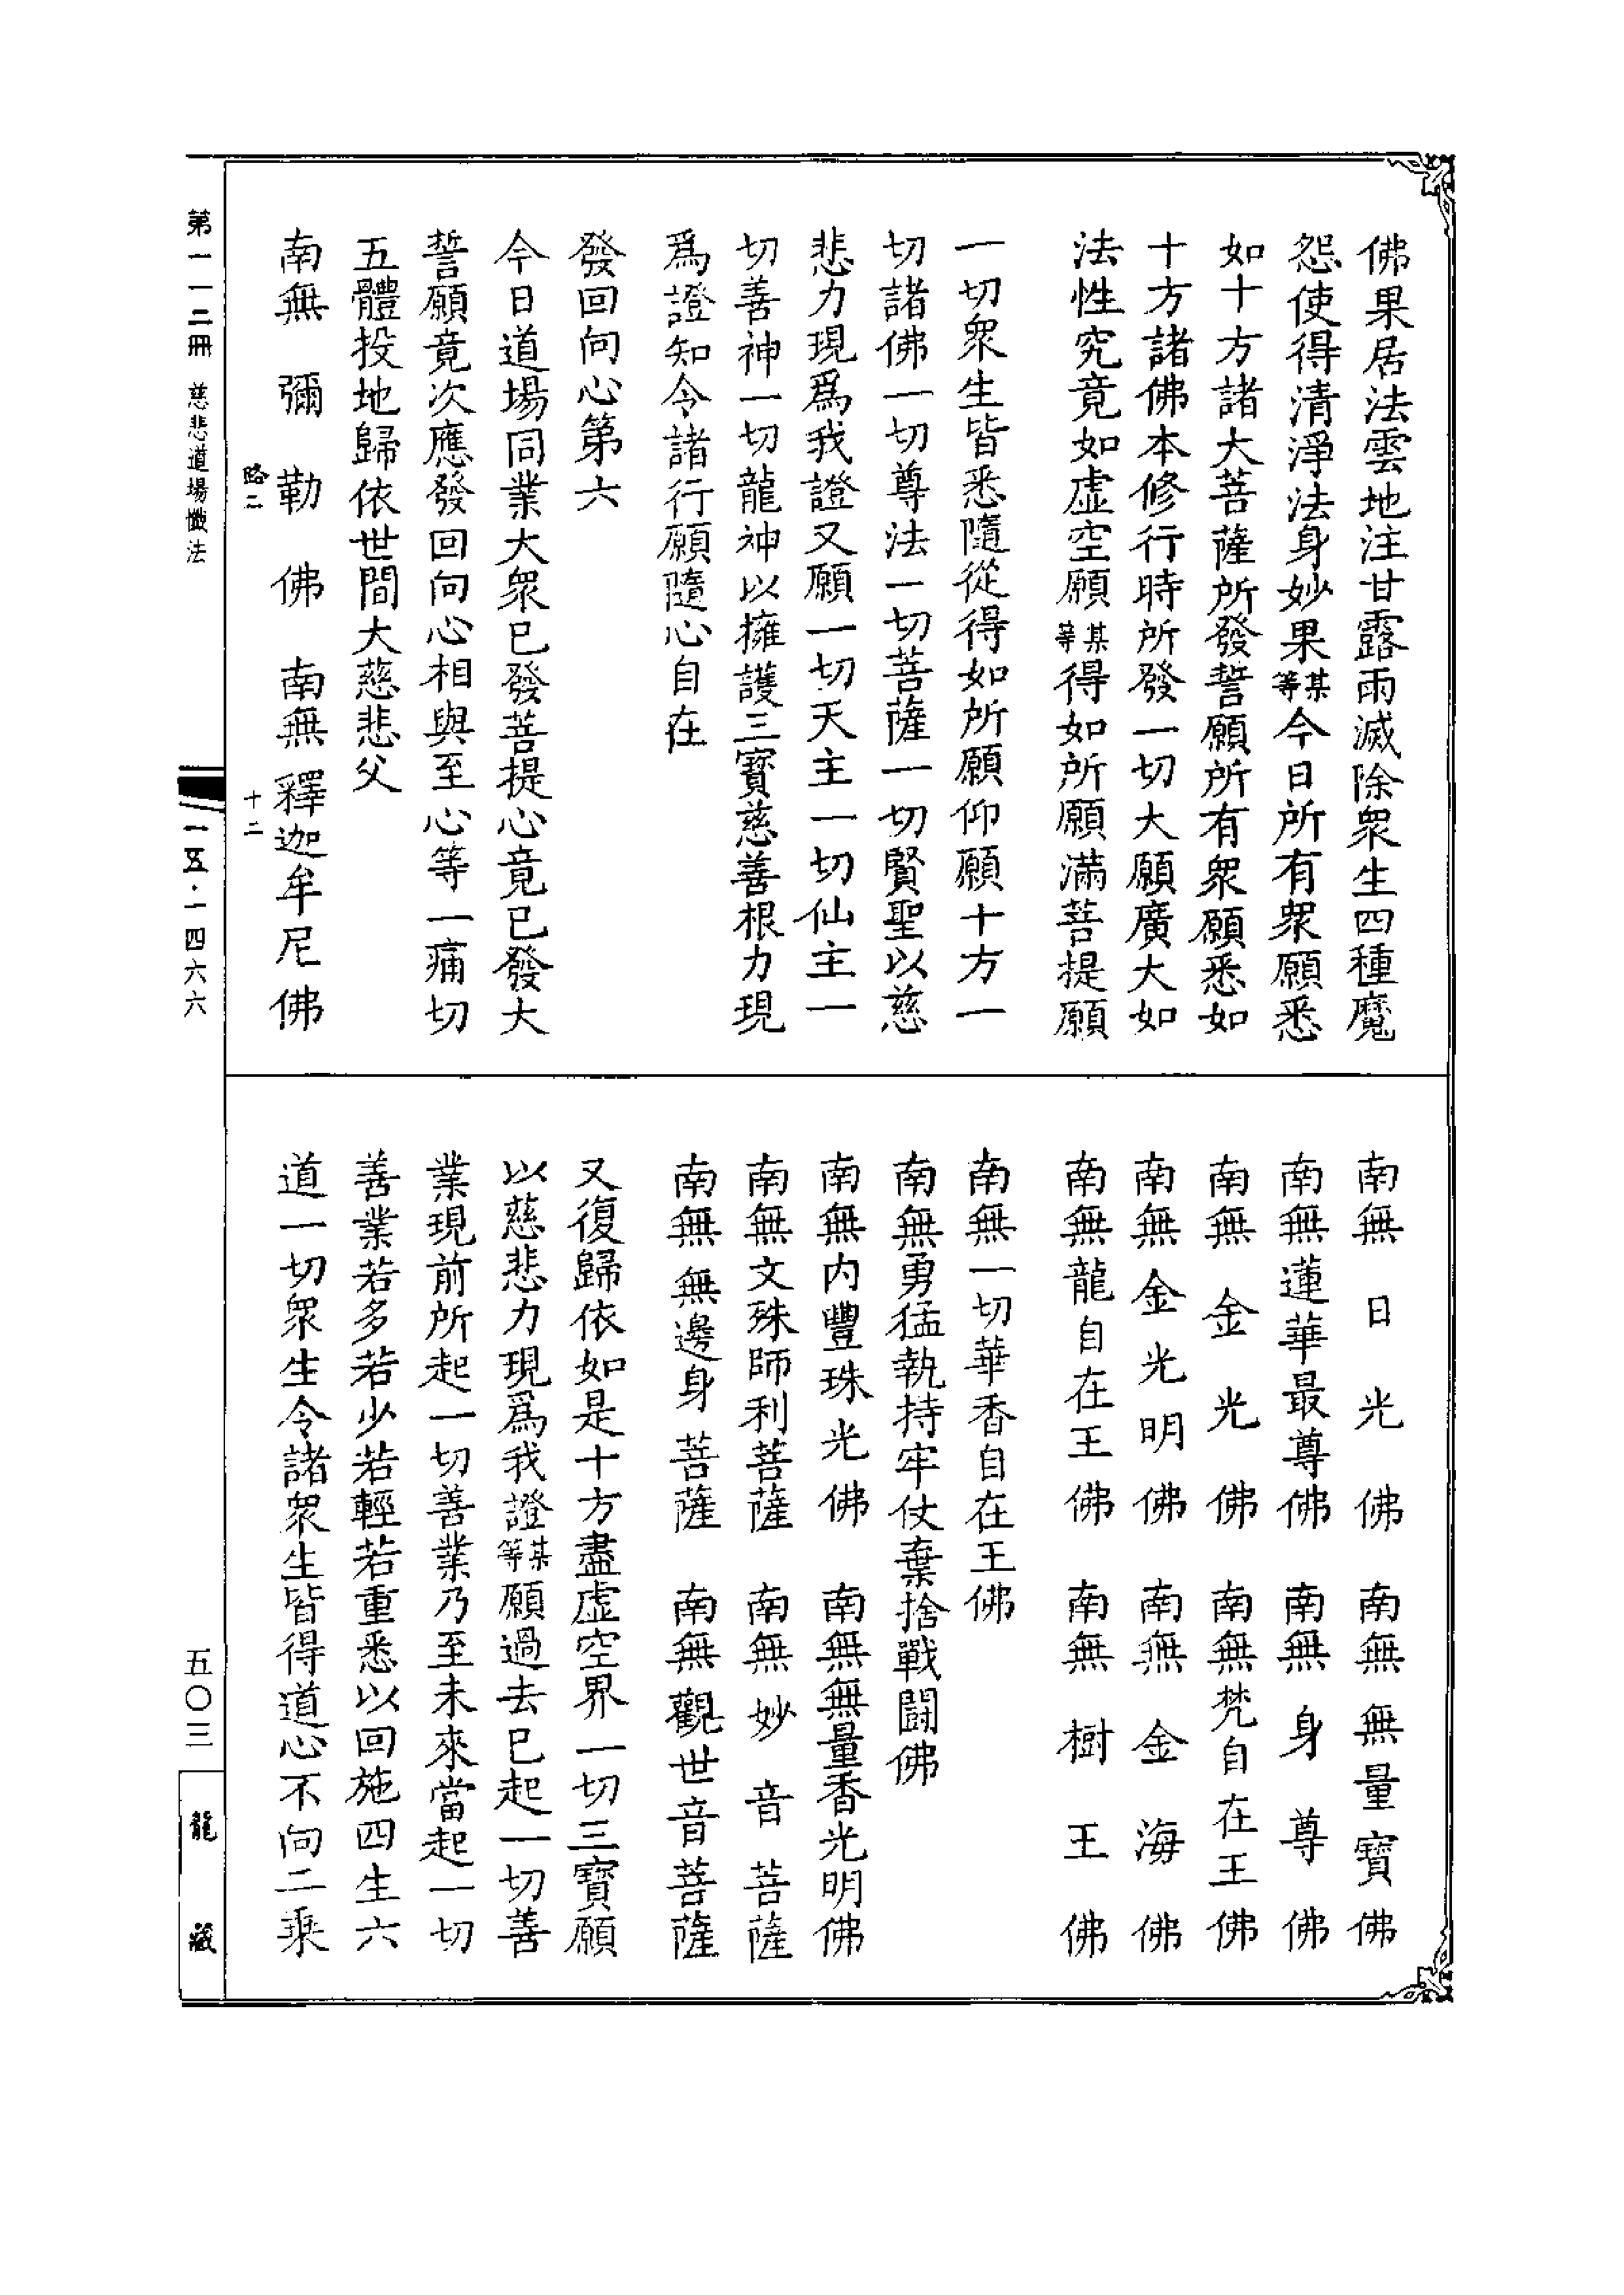 佛果居法雲地注甘露雨滅除衆生四種魔
怨使得清淨法身妙果某等今日所有衆願悉
如十方諸大菩薩所發誓願所有衆願悉如
十方諸佛本修行時所發一切大願廣大如
法性究竟如虛空願某等得如所願滿菩提願
一切衆生皆悉隨從得如所願仰願十方一
切諸佛一切尊法一切菩薩一切賢聖以慈
悲力現爲我證又願一切天主一切仙主一
切善神一切龍神以擁護三寶慈善根力現
爲證知令諸行願隨心自在
發回向心第六
今日道場同業大衆已發菩提心竟已發大
誓願竟次應發回向心相與至心等一痛切
五體投地歸依世間大慈悲父
南無彌勒佛 南無釋迦牟尼佛
略二 十二
南無日光佛 南無無量寶佛
南無蓮華最尊佛 南無身尊佛
南無金光佛 南無梵自在王佛
南無金光明佛 南無金海佛
南無龍自在王佛 南無樹王佛
南無一切華香自在王佛
南無勇猛執持牢仗棄捨戰鬪佛
南無內豐珠光佛 南無無量香光明佛
南無文殊師利菩薩 南無妙音菩薩
南無無邊身菩薩 南無觀世音菩薩
又復歸依如是十方盡虛空界一切三寶願
以慈悲力現爲我證某等願過去已起一切善
業現前所起一切善業乃至未來當起一切
善業若多若少若輕若重悉以回施四生六
道一切衆生令諸衆生皆得道心不向二乘
第一一二冊 慈悲道場懺法
一五·一四六六
五〇三
龍藏